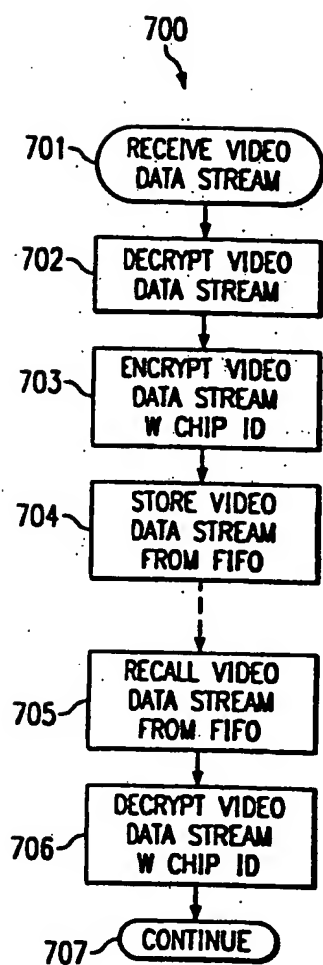 700
701
RECEIVE VIDEO
DATA STREAM
702
DECRYPT VIDEO
DATA STREAM
703
ENCRYPT VIDEO
DATA STREAM
W CHIP ID
704
STORE VIDEO
DATA STREAM
FROM FIFO
705
RECALL VIDEO
DATA STREAM
FROM FIFO
706
DECRYPT VIDEO
DATA STREAM
W CHIP ID
707
CONTINUE